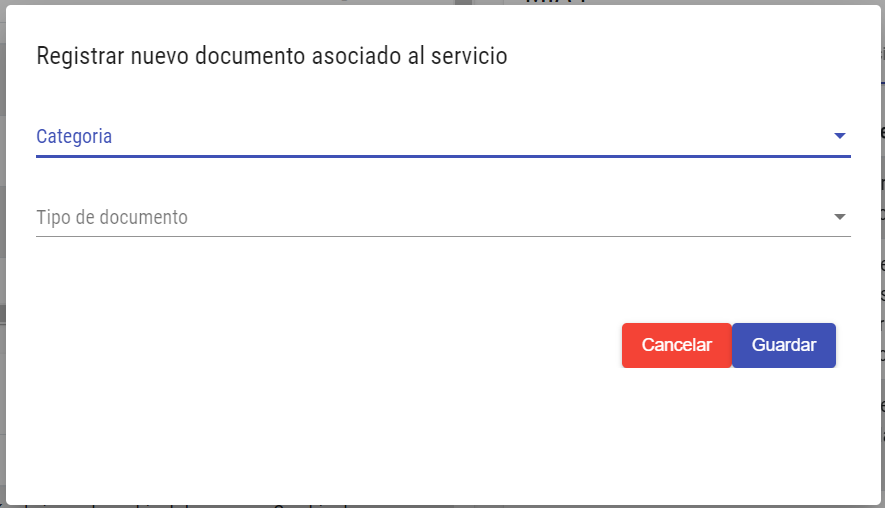 Registrar nuevo documento asociado al servicio
Categoria
Tipo de documento
Cancelar
Guardar